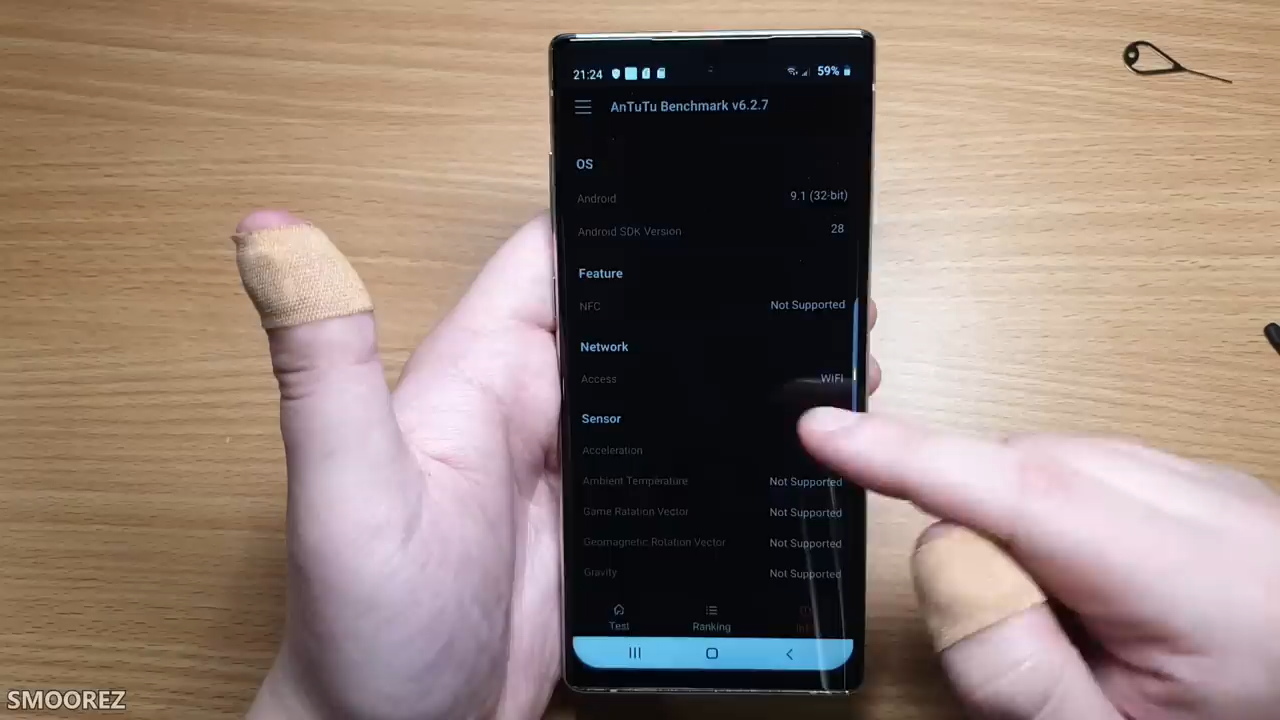 21:24
59%
AnTuTu Benchmark v6.2.7
OS
Android 9.1 (32-bit)
Android SDK Version 28
Feature
NFC Not Supported
Network
Access WIFI
Sensor
Acceleration
Ambient Temperature Not Supported
Game Ratation Vector Not Supported
Geomagnetic Rotation Vector Not Supported
Gravity Not Supported
Test
Ranking
SMOOREZ